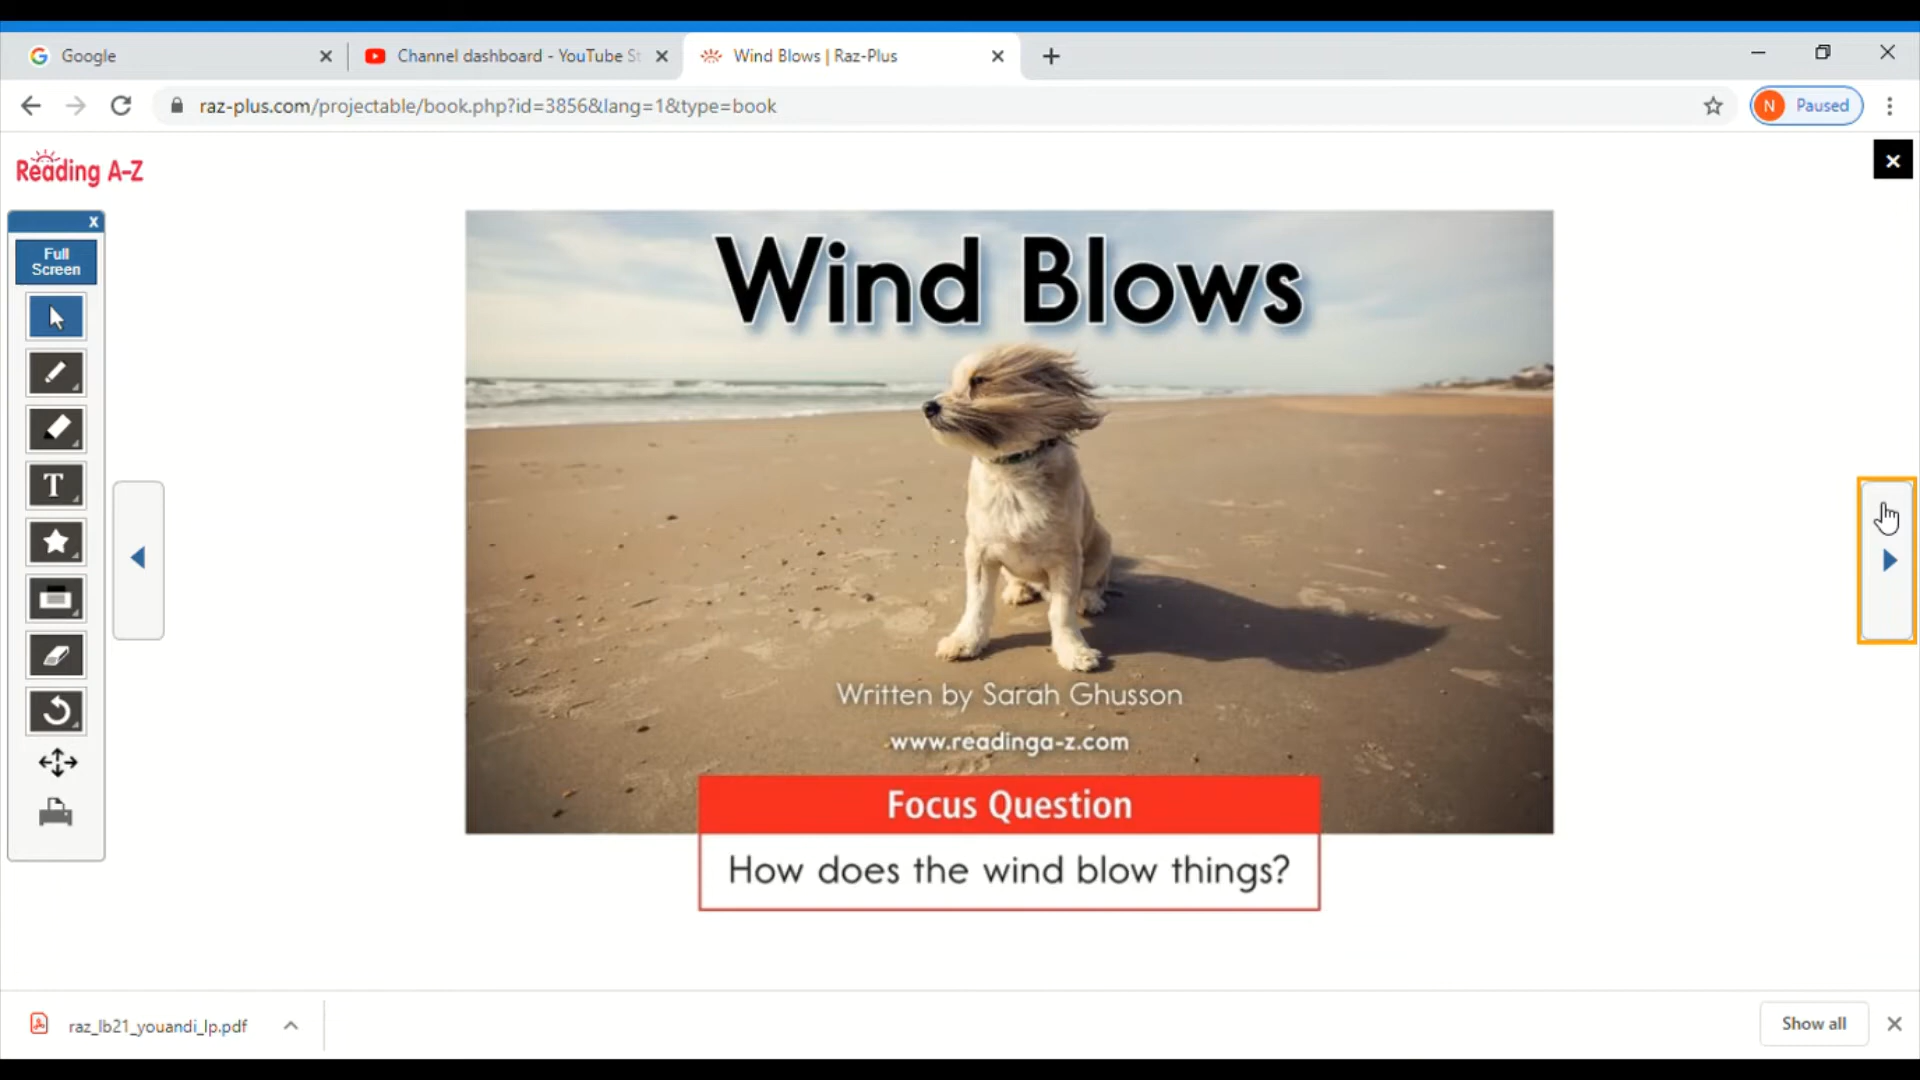 Google
Channel dashboard - YouTube St
Wind Blows | Raz-Plus
raz-plus.com/projectable/book.php?id=3856&lang=1&type=book
N
Paused
Reading A-Z
X
Full
Screen
T
Wind Blows
Written by Sarah Ghusson
www.readinga-z.com
Focus Question
How does the wind blow things?
raz_lb21_youandi_lp.pdf
Show all